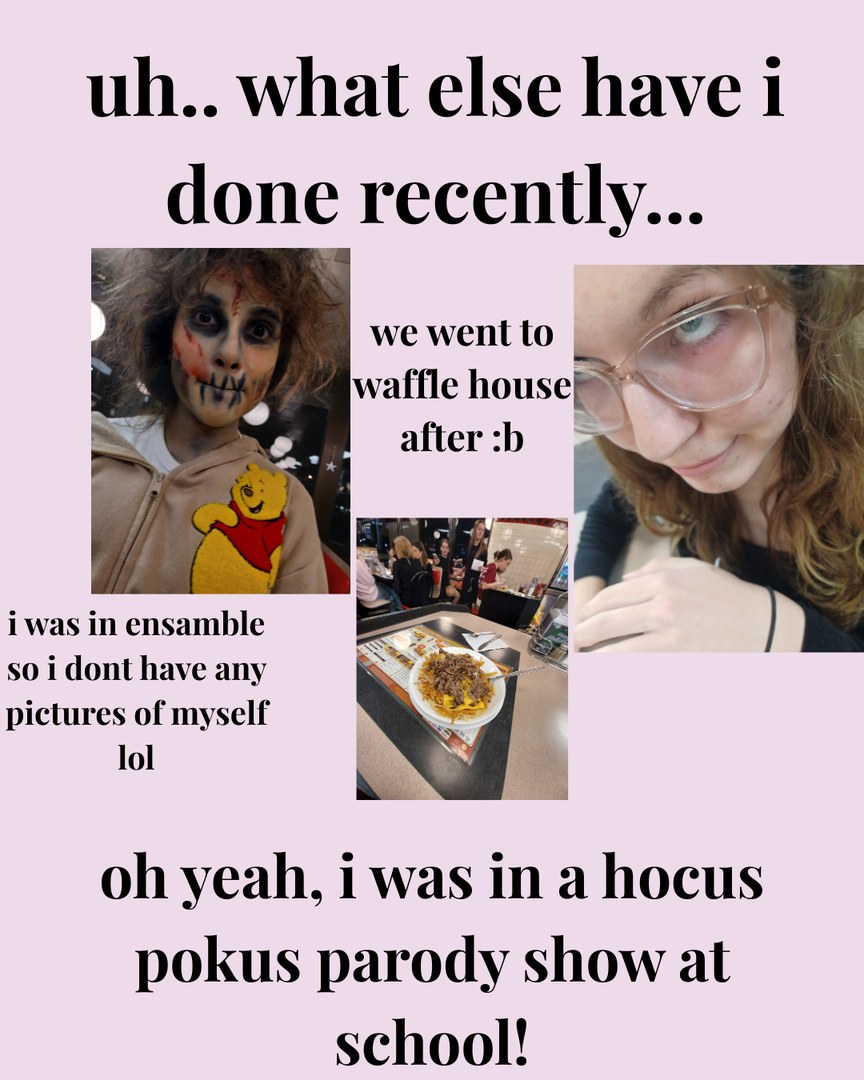 uh.. what else have i
done recently...
we went to
waffle house
after :b
i was in ensamble
so i dont have any
pictures of myself
lol
oh yeah, i was in a hocus
pokus parody show at
school!